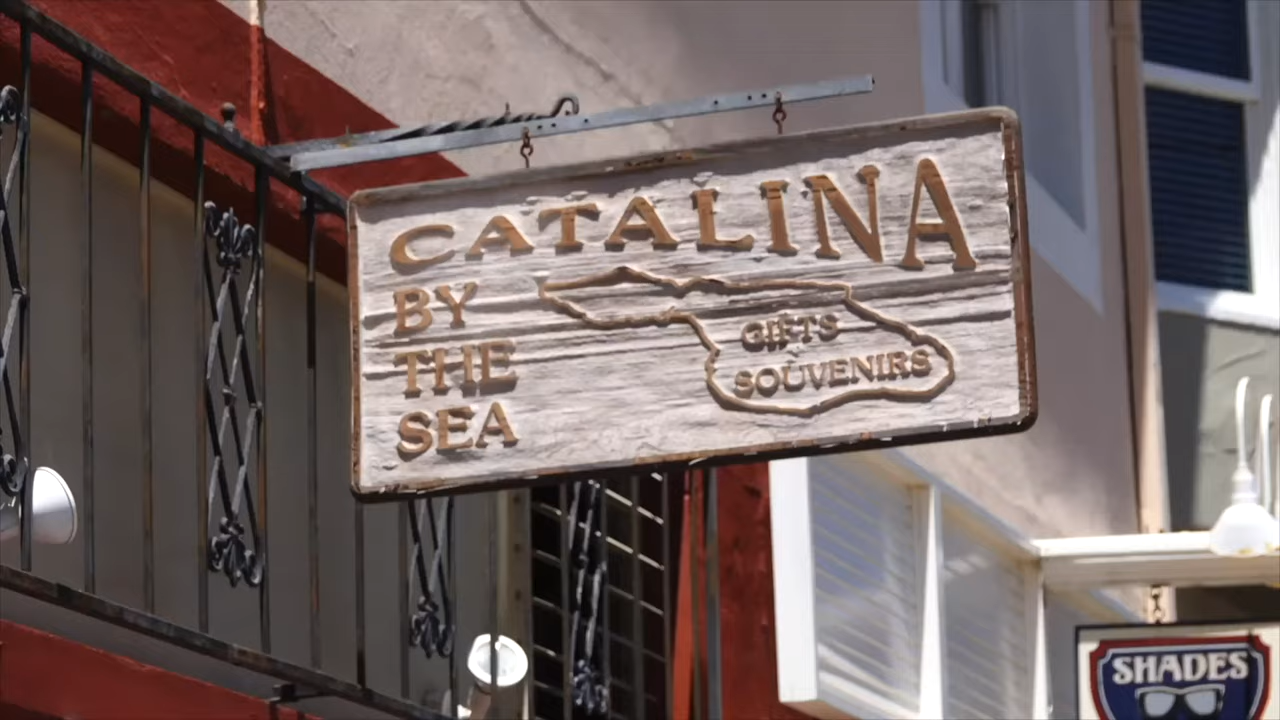 CATALINA
BY
THE
SEA
GIFTS
SOUVENIRS
SHADES